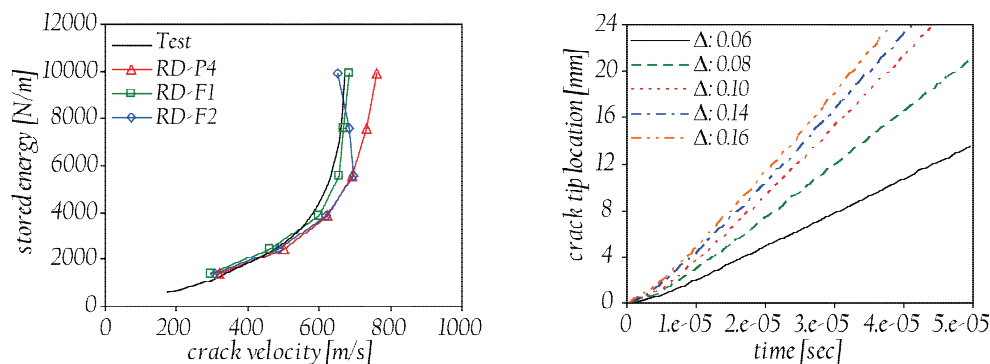 12000
10000
8000
6000
4000
2000
0
stored energy [N/m]
Test
RD-P4
RD-F1
RD-F2
0 200 400 600 800 1000
crack velocity [m/s]
24
20
16
12
8
4
0
crack tip location [mm]
Δ: 0.06
Δ: 0.08
Δ: 0.10
Δ: 0.14
Δ: 0.16
0 1.e-05 2.e-05 3.e-05 4.e-05 5.e-05
time [sec]